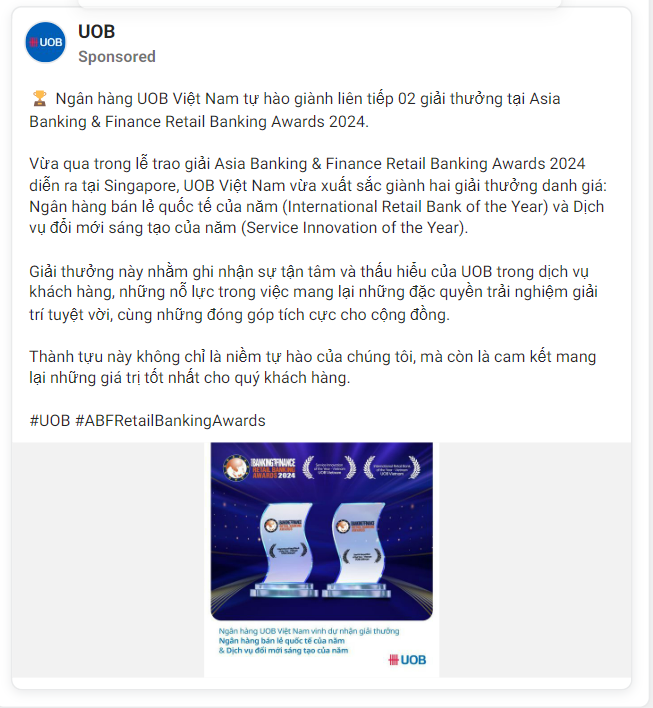 UOB
UOB
Sponsored
🏆 Ngân hàng UOB Việt Nam tự hào giành liên tiếp 02 giải thưởng tại Asia
Banking & Finance Retail Banking Awards 2024.
Vừa qua trong lễ trao giải Asia Banking & Finance Retail Banking Awards 2024
diễn ra tại Singapore, UOB Việt Nam vừa xuất sắc giành hai giải thưởng danh giá:
Ngân hàng bán lẻ quốc tế của năm (International Retail Bank of the Year) và Dịch
vụ đổi mới sáng tạo của năm (Service Innovation of the Year).
Giải thưởng này nhằm ghi nhận sự tận tâm và thấu hiểu của UOB trong dịch vụ
khách hàng, những nỗ lực trong việc mang lại những đặc quyền trải nghiệm giải
trí tuyệt vời, cùng những đóng góp tích cực cho cộng đồng.
Thành tựu này không chỉ là niềm tự hào của chúng tôi, mà còn là cam kết mang
lại những giá trị tốt nhất cho quý khách hàng.
#UOB #ABFRetailBankingAwards
BANKING & FINANCE
RETAIL BANKING
AWARDS 2024
Service Innovation
of the Year - Vietnam
UOB Vietnam
International Retail Bank
of the Year - Vietnam
UOB Vietnam
Ngân hàng UOB Việt Nam vinh dự nhận giải thưởng
Ngân hàng bán lẻ quốc tế của năm
& Dịch vụ đổi mới sáng tạo của năm
UOB